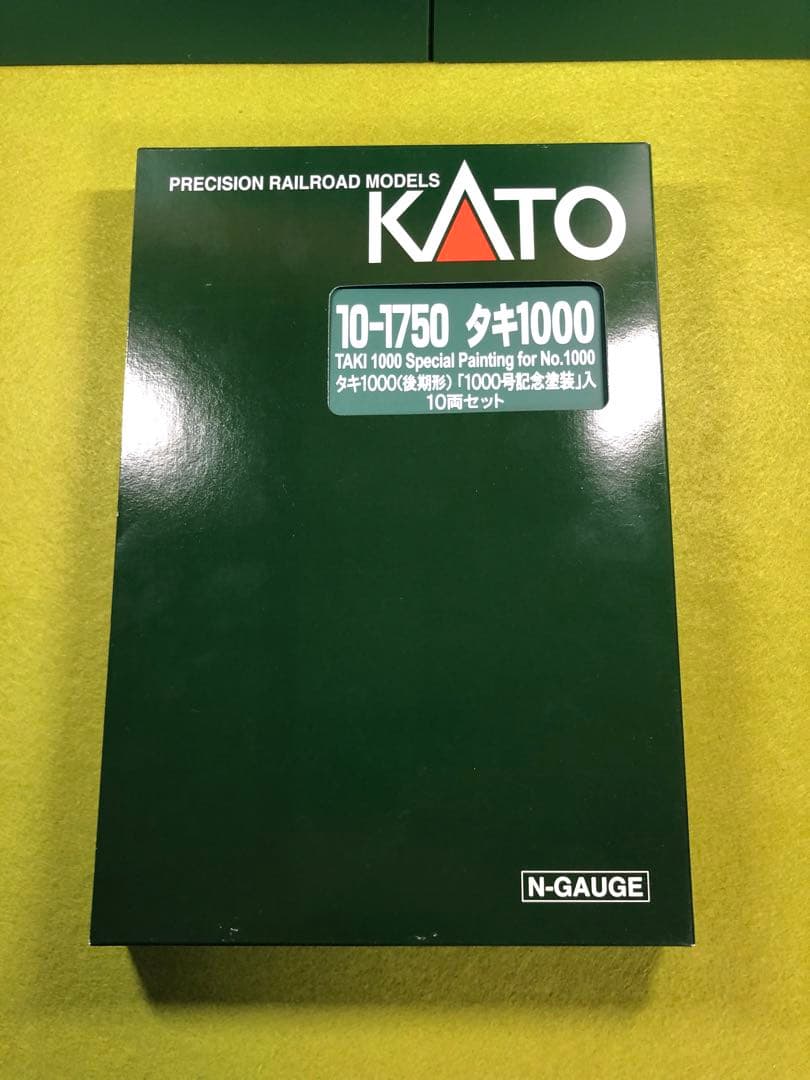 PRECISION RAILROAD MODELS
KATO
10-1750 タキ1000
TAKI 1000 Special Painting for No.1000
タキ1000(後期形)「1000号記念塗装」入
10両セット
N-GAUGE